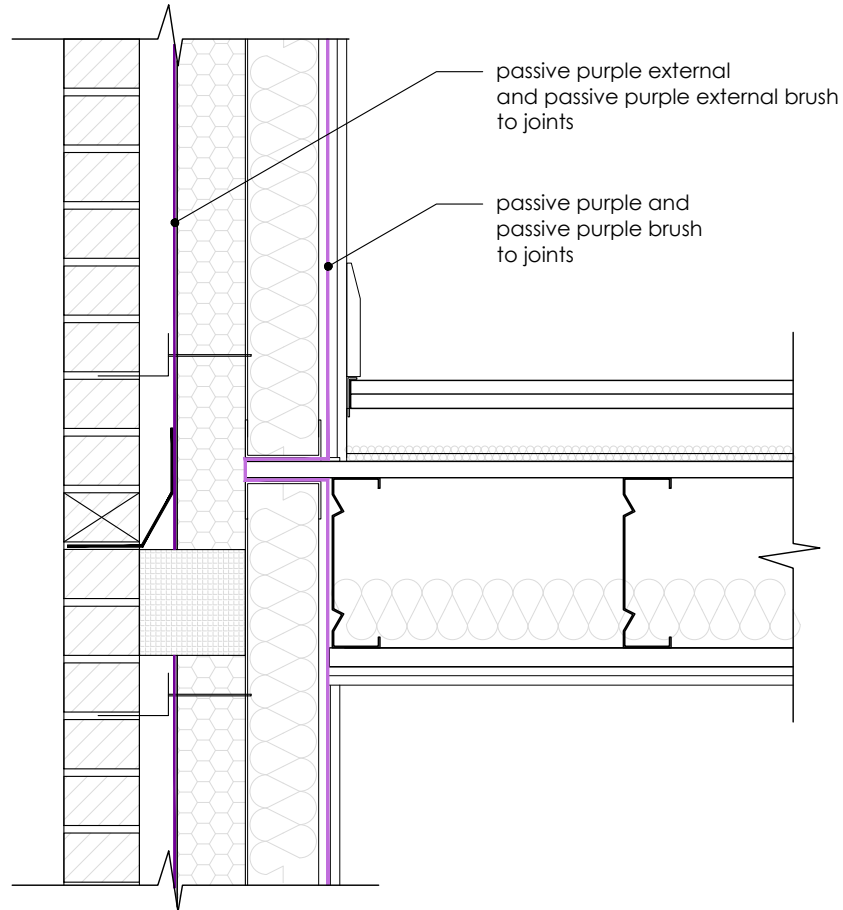 passive purple external
and passive purple external brush
to joints
passive purple and
passive purple brush
to joints